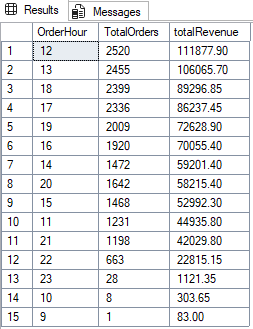 Results Messages
OrderHour TotalOrders totalRevenue
1 12 2520 111877.90
2 13 2455 106065.70
3 18 2399 89296.85
4 17 2336 86237.45
5 19 2009 72628.90
6 16 1920 70055.40
7 14 1472 59201.40
8 20 1642 58215.40
9 15 1468 52992.30
10 11 1231 44935.80
11 21 1198 42029.80
12 22 663 22815.15
13 23 28 1121.35
14 10 8 303.65
15 9 1 83.00